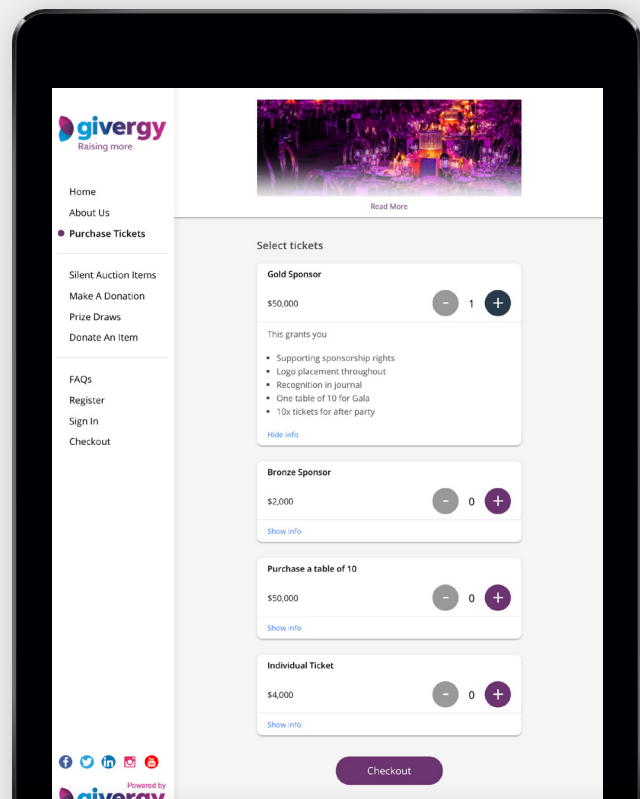 givergy
Raising more
Home
About Us
Purchase Tickets
Silent Auction Items
Make A Donation
Prize Draws
Donate An Item
FAQs
Register
Sign In
Checkout
Powered by
givergy
Read More
Select tickets
Gold Sponsor
$50,000
- 1 +
This grants you
• Supporting sponsorship rights
• Logo placement throughout
• Recognition in journal
• One table of 10 for Gala
• 10x tickets for after party
Hide info
Bronze Sponsor
$2,000
- 0 +
Show info
Purchase a table of 10
$50,000
- 0 +
Show info
Individual Ticket
$4,000
- 0 +
Show info
Checkout